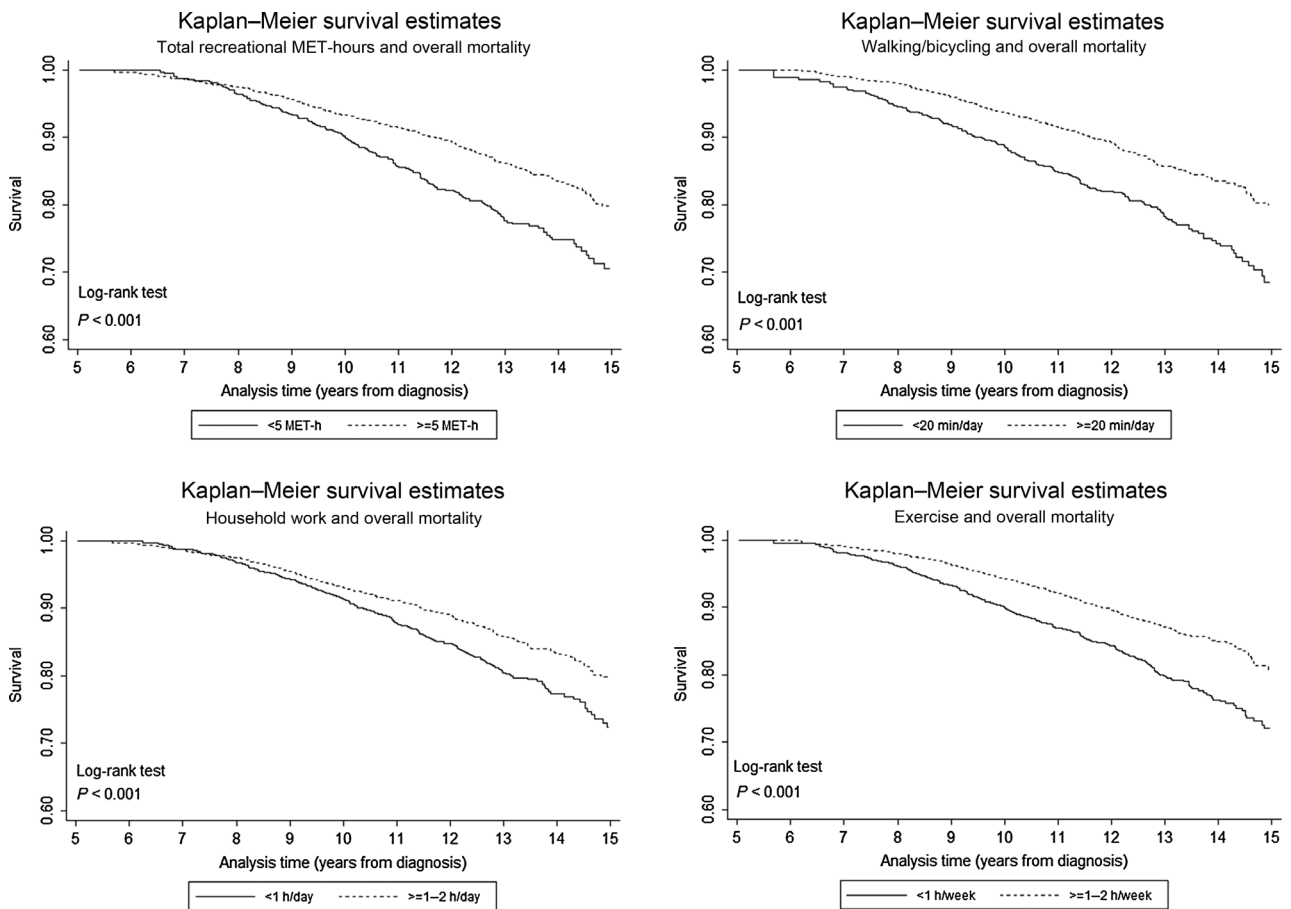 Kaplan–Meier survival estimates
Total recreational MET-hours and overall mortality
1.00
0.90
0.80
0.70
0.60
Survival
Log-rank test
P < 0.001
5 6 7 8 9 10 11 12 13 14 15
Analysis time (years from diagnosis)
<5 MET-h >=5 MET-h
Kaplan–Meier survival estimates
Walking/bicycling and overall mortality
1.00
0.90
0.80
0.70
0.60
Survival
Log-rank test
P < 0.001
5 6 7 8 9 10 11 12 13 14 15
Analysis time (years from diagnosis)
<20 min/day >=20 min/day
Kaplan–Meier survival estimates
Household work and overall mortality
1.00
0.90
0.80
0.70
0.60
Survival
Log-rank test
P < 0.001
5 6 7 8 9 10 11 12 13 14 15
Analysis time (years from diagnosis)
<1 h/day >=1–2 h/day
Kaplan–Meier survival estimates
Exercise and overall mortality
1.00
0.90
0.80
0.70
0.60
Survival
Log-rank test
P < 0.001
5 6 7 8 9 10 11 12 13 14 15
Analysis time (years from diagnosis)
<1 h/week >=1–2 h/week